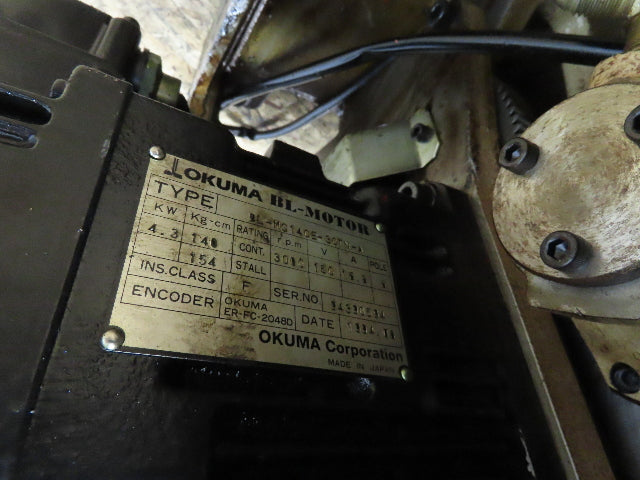 OKUMA BL-MOTOR
TYPE
KW Kg-cm RATING r.p.m V A POLE
4.3 140 CONT.
154 STALL
INS.CLASS F SER.NO
ENCODER OKUMA ER-FC-2048D DATE
OKUMA Corporation
MADE IN JAPAN